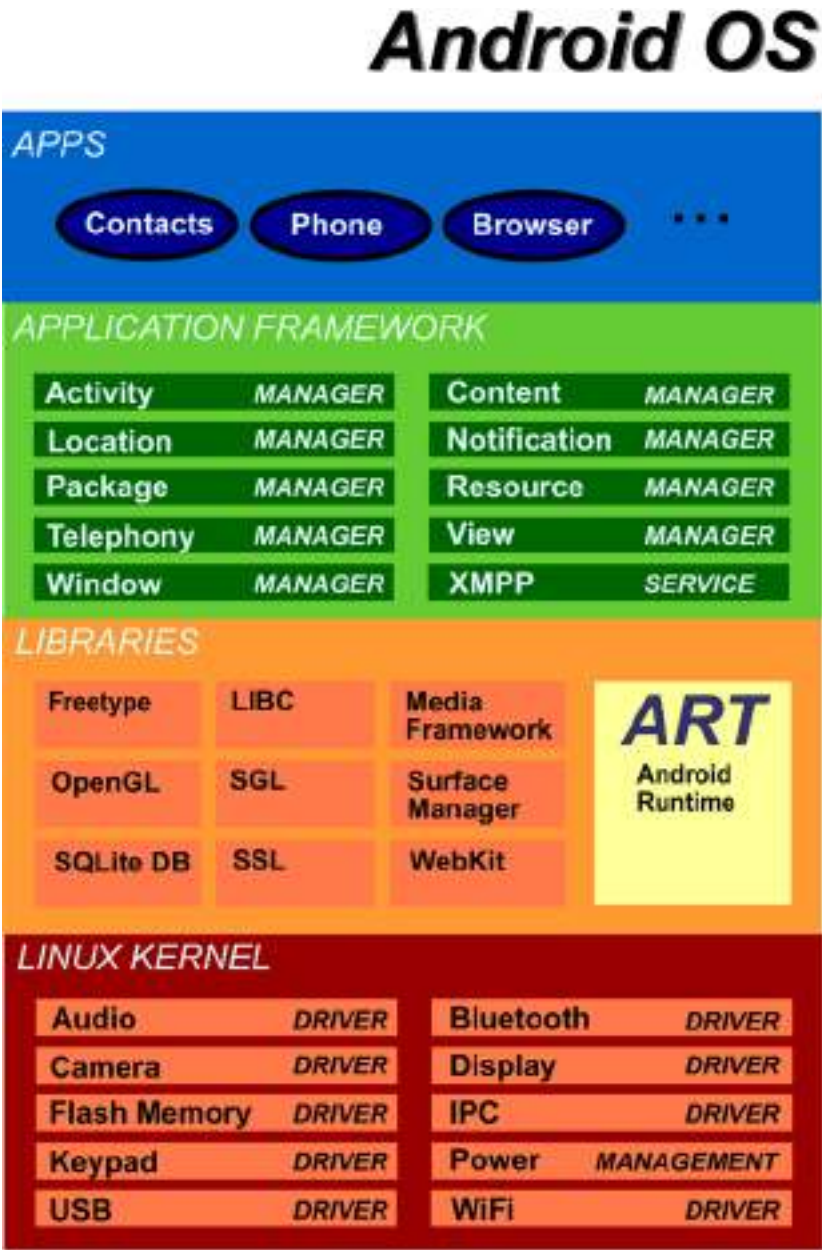 Android OS
APPS
Contacts Phone Browser ...
APPLICATION FRAMEWORK
Activity MANAGER Content MANAGER
Location MANAGER Notification MANAGER
Package MANAGER Resource MANAGER
Telephony MANAGER View MANAGER
Window MANAGER XMPP SERVICE
LIBRARIES
Freetype LIBC Media
Framework
OpenGL SGL Surface
Manager
SQLite DB SSL WebKit
ART
Android
Runtime
LINUX KERNEL
Audio DRIVER Bluetooth DRIVER
Camera DRIVER Display DRIVER
Flash Memory DRIVER IPC DRIVER
Keypad DRIVER Power MANAGEMENT
USB DRIVER WiFi DRIVER